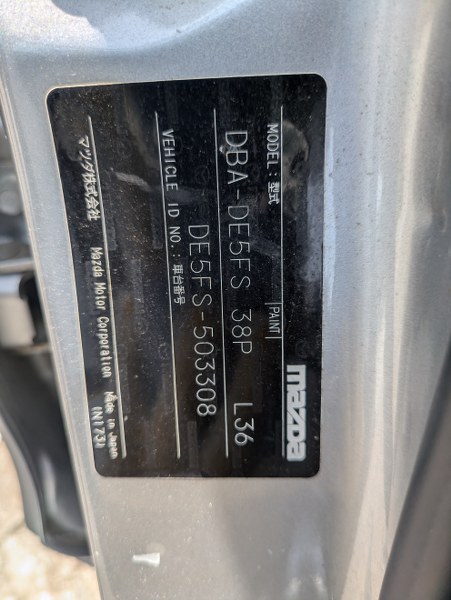 MODEL: 型式 PAINT mazda
DBA-DE5FS 38P L36
VEHICLE ID NO.: 車台番号
DE5FS-503308
マツダ株式会社 Mazda Motor Corporation Made in Japan
(N173)